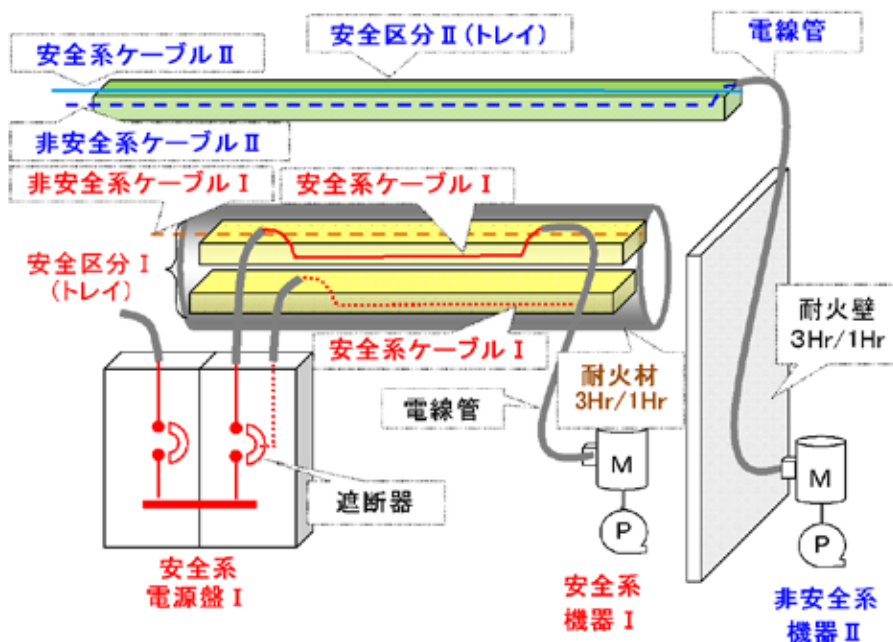 安全区分Ⅱ(トレイ)
電線管
安全系ケーブルⅡ
非安全系ケーブルⅡ
非安全系ケーブルⅠ
安全系ケーブルⅠ
安全区分Ⅰ
(トレイ)
安全系ケーブルⅠ
耐火材
3Hr/1Hr
耐火壁
3Hr/1Hr
電線管
遮断器
M
P
M
P
安全系
電源盤Ⅰ
安全系
機器Ⅰ
非安全系
機器Ⅱ